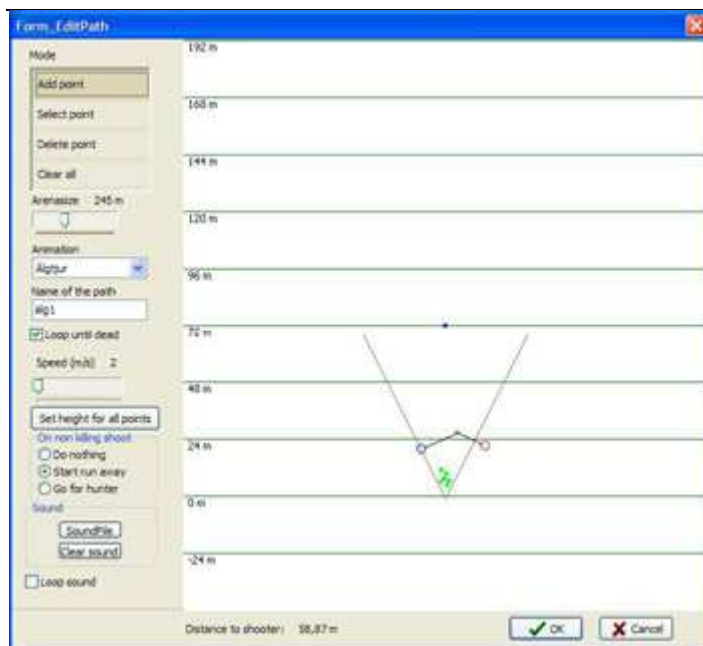 Form_EditPath
Mode
Add point
Select point
Delete point
Clear all
Arenasize 245 m
Animation
Algtjur
Name of the path
alg1
Loop until dead
Speed (m/s) 2
Set height for all points
On non killing shoot
Do nothing
Start run away
Go for hunter
Sound
SoundFile
Clear sound
Loop sound
192 m
168 m
144 m
120 m
96 m
72 m
48 m
24 m
0 m
-24 m
Distance to shooter: 58,87 m
OK
Cancel